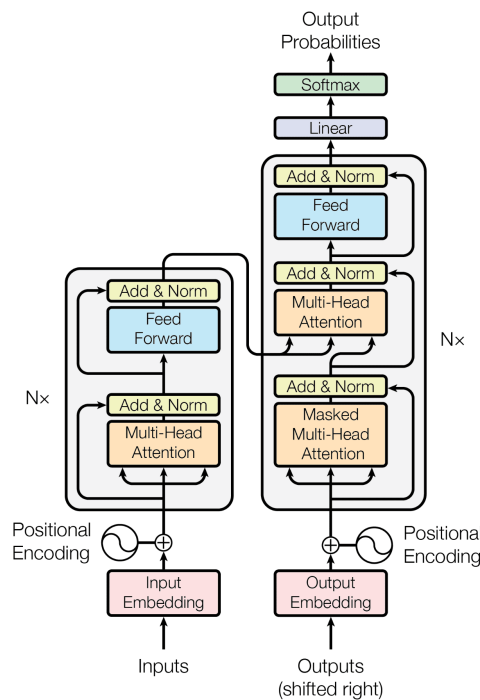 Output
Probabilities
Softmax
Linear
Add & Norm
Feed
Forward
Add & Norm
Multi-Head
Attention
Add & Norm
Masked
Multi-Head
Attention
N×
Add & Norm
Feed
Forward
Add & Norm
Multi-Head
Attention
N×
Positional
Encoding
Input
Embedding
Inputs
Positiona
Encoding
Output
Embedding
Outputs
(shifted right)